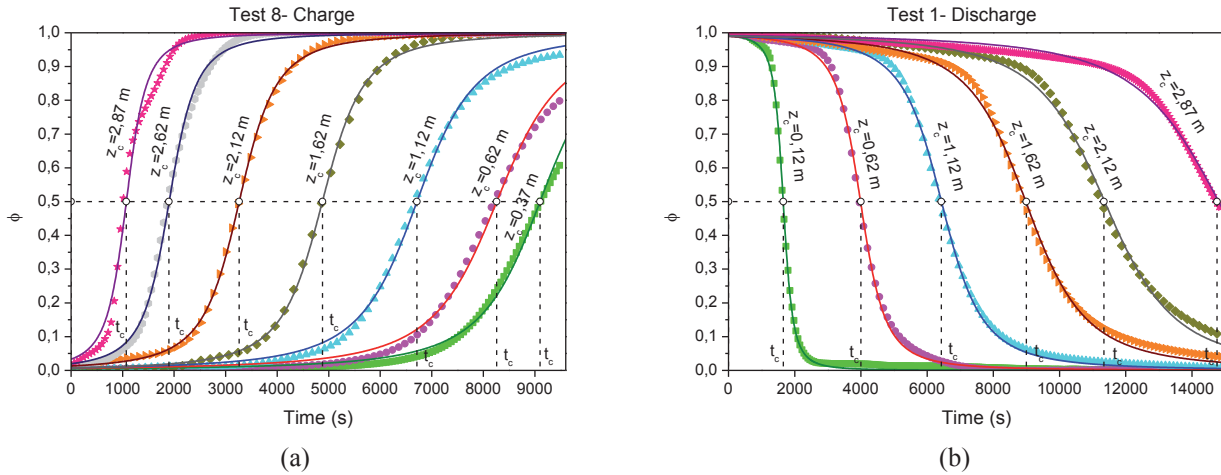 Test 8- Charge
1,0
0,9
0,8
0,7
0,6
0,5
0,4
0,3
0,2
0,1
0,0
ϕ
z_c=2,87 m
z_c=2,62 m
z_c=2,12 m
z_c=1,62 m
z_c=1,12 m
z_c=0,62 m
z_c=0,37 m
t_c
t_c
t_c
t_c
t_c
t_c
t_c
0 1000 2000 3000 4000 5000 6000 7000 8000 9000
Time (s)
(a)
Test 1- Discharge
1,0
0,9
0,8
0,7
0,6
0,5
0,4
0,3
0,2
0,1
0,0
ϕ
z_c=0,12 m
z_c=0,62 m
z_c=1,12 m
z_c=1,62 m
z_c=2,12 m
z_c=2,87 m
t_c
t_c
t_c
t_c
t_c
t_c
0 2000 4000 6000 8000 10000 12000 14000
Time (s)
(b)